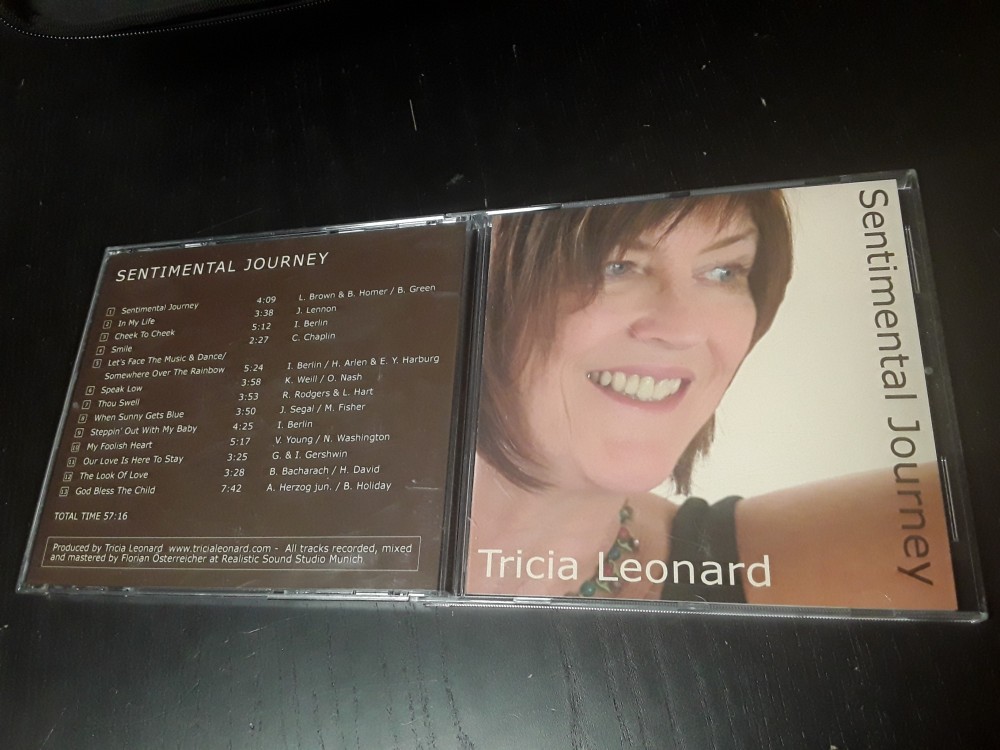 SENTIMENTAL JOURNEY
1 Sentimental Journey 4:09 L. Brown & B. Homer / B. Green
2 In My Life 3:38 J. Lennon
3 Cheek To Cheek 5:12 I. Berlin
4 Smile 2:27 C. Chaplin
5 Let's Face The Music & Dance/
Somewhere Over The Rainbow 5:24 I. Berlin / H. Arlen & E. Y. Harburg
6 Speak Low 3:58 K. Weill / O. Nash
7 Thou Swell 3:53 R. Rodgers & L. Hart
8 When Sunny Gets Blue 3:50 J. Segal / M. Fisher
9 Steppin' Out With My Baby 4:25 I. Berlin
10 My Foolish Heart 5:17 V. Young / N. Washington
11 Our Love Is Here To Stay 3:25 G. & I. Gershwin
12 The Look Of Love 3:28 B. Bacharach / H. David
13 God Bless The Child 7:42 A. Herzog jun. / B. Holiday
TOTAL TIME 57:16
Produced by Tricia Leonard www.tricialeonard.com - All tracks recorded, mixed
and mastered by Florian Österreicher at Realistic Sound Studio Munich
Sentimental Journey
Tricia Leonard